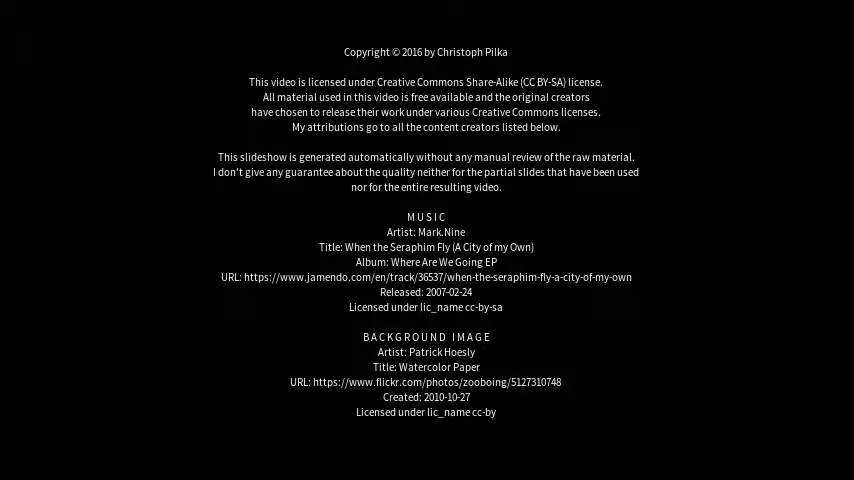 Copyright © 2016 by Christoph Pilka
This video is licensed under Creative Commons Share-Alike (CC BY-SA) license.
All material used in this video is free available and the original creators
have chosen to release their work under various Creative Commons licenses.
My attributions go to all the content creators listed below.
This slideshow is generated automatically without any manual review of the raw material.
I don't give any guarantee about the quality neither for the partial slides that have been used
nor for the entire resulting video.
M U S I C
Artist: Mark.Nine
Title: When the Seraphim Fly (A City of my Own)
Album: Where Are We Going EP
URL: https://www.jamendo.com/en/track/36537/when-the-seraphim-fly-a-city-of-my-own
Released: 2007-02-24
Licensed under lic_name cc-by-sa
B A C K G R O U N D   I M A G E
Artist: Patrick Hoesly
Title: Watercolor Paper
URL: https://www.flickr.com/photos/zooboing/5127310748
Created: 2010-10-27
Licensed under lic_name cc-by